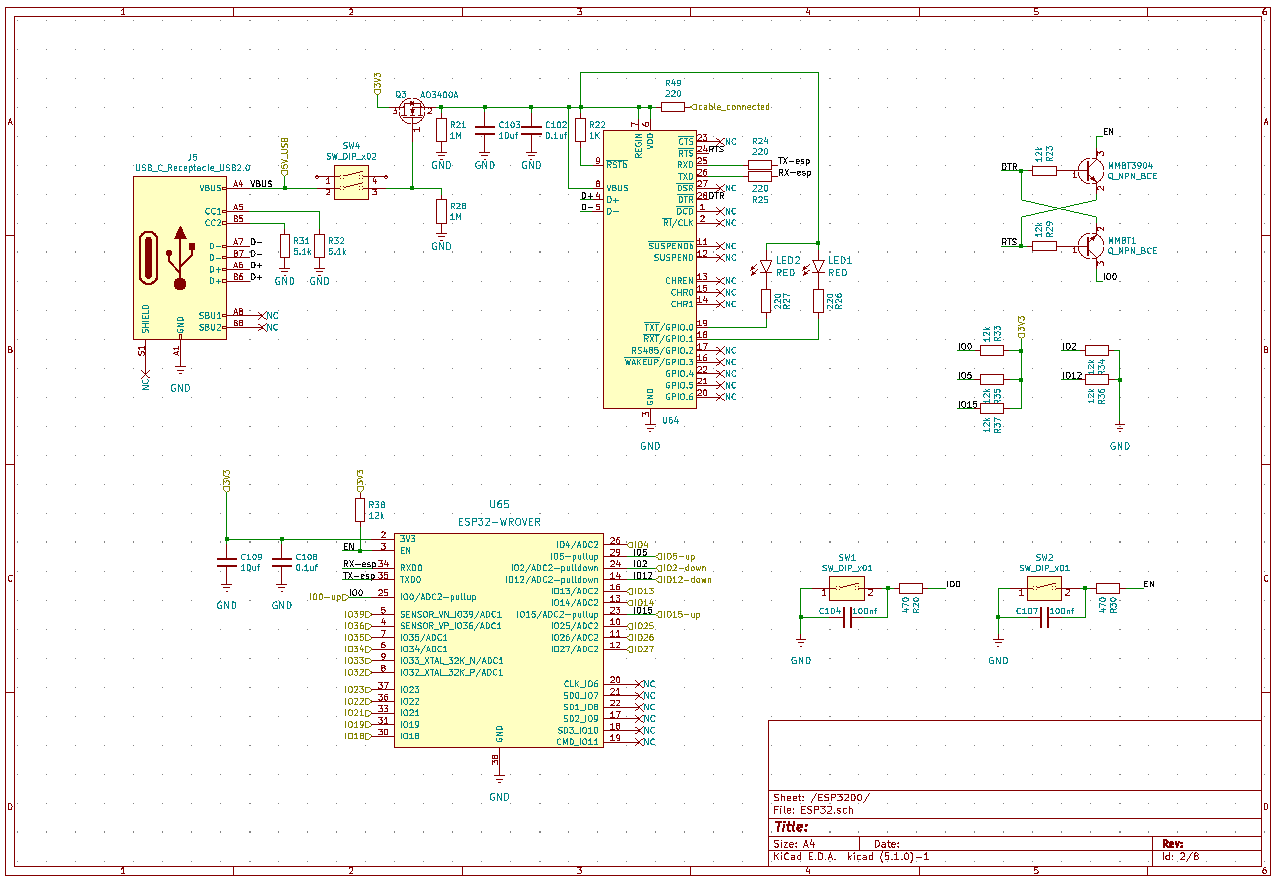 1 2 3 4 5 6
A
B
C
D
3V3
Q3 AO3400A
3 2
1
R21
1M
GND
C103
10uf
GND
C102
0.1uf
GND
R22
1K
R49
220
cable_connected
J5
USB_C_Receptacle_USB2.0
VBUS A4 VBUS
CC1 A5
CC2 B5
D- A7 D-
D- B7 D-
D+ A6 D+
D+ B6 D+
SBU1 A8 NC
SBU2 B8 NC
SHIELD
GND
S1
A1
NC
GND
5V_USB
SW4
SW_DIP_x02
1 4
2 3
R28
1M
GND
R31
5.1k
GND
R32
5.1k
GND
7 6
REGIN
VDD
9 RSTb
8 VBUS
D+ 4 D+
D- 5 D-
CTS 23 NC
RTS 24 RTS
RXD 25
TXD 26
DSR 27 NC
DTR 28 DTR
DCD 1 NC
RI/CLK 2 NC
SUSPENDb 11 NC
SUSPEND 12 NC
CHREN 13 NC
CHR0 15 NC
CHR1 14 NC
TXT/GPIO.0 19
RXT/GPIO.1 18
RS485/GPIO.2 17 NC
WAKEUP/GPIO.3 16 NC
GPIO.4 22 NC
GPIO.5 21 NC
GPIO.6 20 NC
GND
3
U64
GND
R24
220
TX-esp
RX-esp
220
R25
LED2
RED
LED1
RED
220
R27
220
R26
EN
DTR
12k
R23
1
3
2
MMBT3904
Q_NPN_BCE
RTS
12k
R29
1
2
3
MMBT1
Q_NPN_BCE
IO0
3V3
IO0
12k
R33
IO5
12k
R35
IO15
12k
R37
IO2
12k
R34
IO12
12k
R36
GND
3V3
3V3
R38
12k
C109
10uf
GND
C108
0.1uf
GND
U65
ESP32-WROVER
2 3V3
EN 3 EN
RX-esp 34 RXD0
TX-esp 35 TXD0
IO0-up IO0 25 IO0/ADC2-pullup
IO39 5 SENSOR_VN_IO39/ADC1
IO36 4 SENSOR_VP_IO36/ADC1
IO35 7 IO35/ADC1
IO34 6 IO34/ADC1
IO33 9 IO33_XTAL_32K_N/ADC1
IO32 8 IO32_XTAL_32K_P/ADC1
IO23 37 IO23
IO22 36 IO22
IO21 33 IO21
IO19 31 IO19
IO18 30 IO18
IO4/ADC2 26 IO4
IO5-pullup 29 IO5 IO5-up
IO2/ADC2-pulldown 24 IO2 IO2-down
IO12/ADC2-pulldown 14 IO12 IO12-down
IO13/ADC2 16 IO13
IO14/ADC2 13 IO14
IO15/ADC2-pullup 23 IO15 IO15-up
IO25/ADC2 10 IO25
IO26/ADC2 11 IO26
IO27/ADC2 12 IO27
CLK_IO6 20 NC
SD0_IO7 21 NC
SD1_IO8 22 NC
SD2_IO9 17 NC
SD3_IO10 18 NC
CMD_IO11 19 NC
GND
38
GND
SW1
SW_DIP_x01
1 2
C104 100nf
470
R20
IO0
GND
SW2
SW_DIP_x01
1 2
C107 100nf
470
R30
EN
GND
Sheet: /ESP3200/
File: ESP32.sch
Title:
Size: A4 Date: Rev:
KiCad E.D.A. kicad (5.1.0)-1 Id: 2/8
A
B
C
D
1 2 3 4 5 6